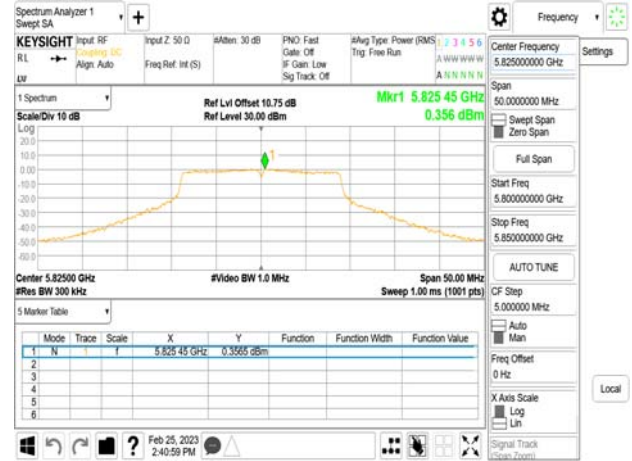 Spectrum Analyzer 1
Swept SA
+
Frequency
KEYSIGHT Input: RF
RL Coupling: DC
Align: Auto
Input Z: 50 Ω
Freq Ref: Int (S)
#Atten: 30 dB
PNO: Fast
Gate: Off
IF Gain: Low
Sig Track: Off
#Avg Type: Power (RMS
Trig: Free Run
1 2 3 4 5 6
A W W W W W
A N N N N N
Center Frequency
5.825000000 GHz
Settings
Span
50.0000000 MHz
Swept Span
Zero Span
Full Span
Start Freq
5.800000000 GHz
Stop Freq
5.850000000 GHz
AUTO TUNE
CF Step
5.000000 MHz
Auto
Man
Freq Offset
0 Hz
X Axis Scale
Log
Lin
Local
Signal Track
(Span Zoom)
1 Spectrum
Scale/Div 10 dB
Log
Ref Lvl Offset 10.75 dB
Ref Level 30.00 dBm
Mkr1 5.825 45 GHz
0.356 dBm
20.0
10.0
0.00
-10.0
-20.0
-30.0
-40.0
-50.0
-60.0
1
Center 5.82500 GHz
#Res BW 300 kHz
#Video BW 1.0 MHz
Span 50.00 MHz
Sweep 1.00 ms (1001 pts)
5 Marker Table
Mode Trace Scale X Y Function Function Width Function Value
1 N 1 f 5.825 45 GHz 0.3565 dBm
2
3
4
5
6
?
Feb 25, 2023
2:40:59 PM